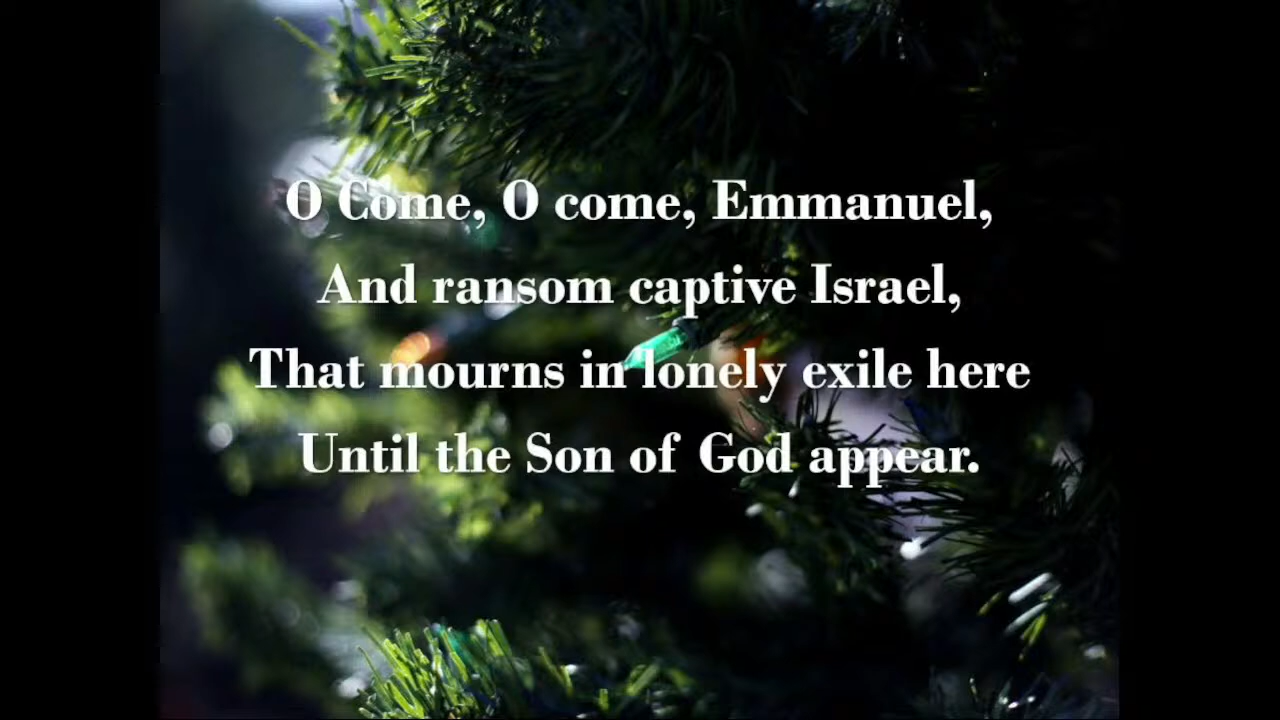 O Come, O come, Emmanuel,
And ransom captive Israel,
That mourns in lonely exile here
Until the Son of God appear.